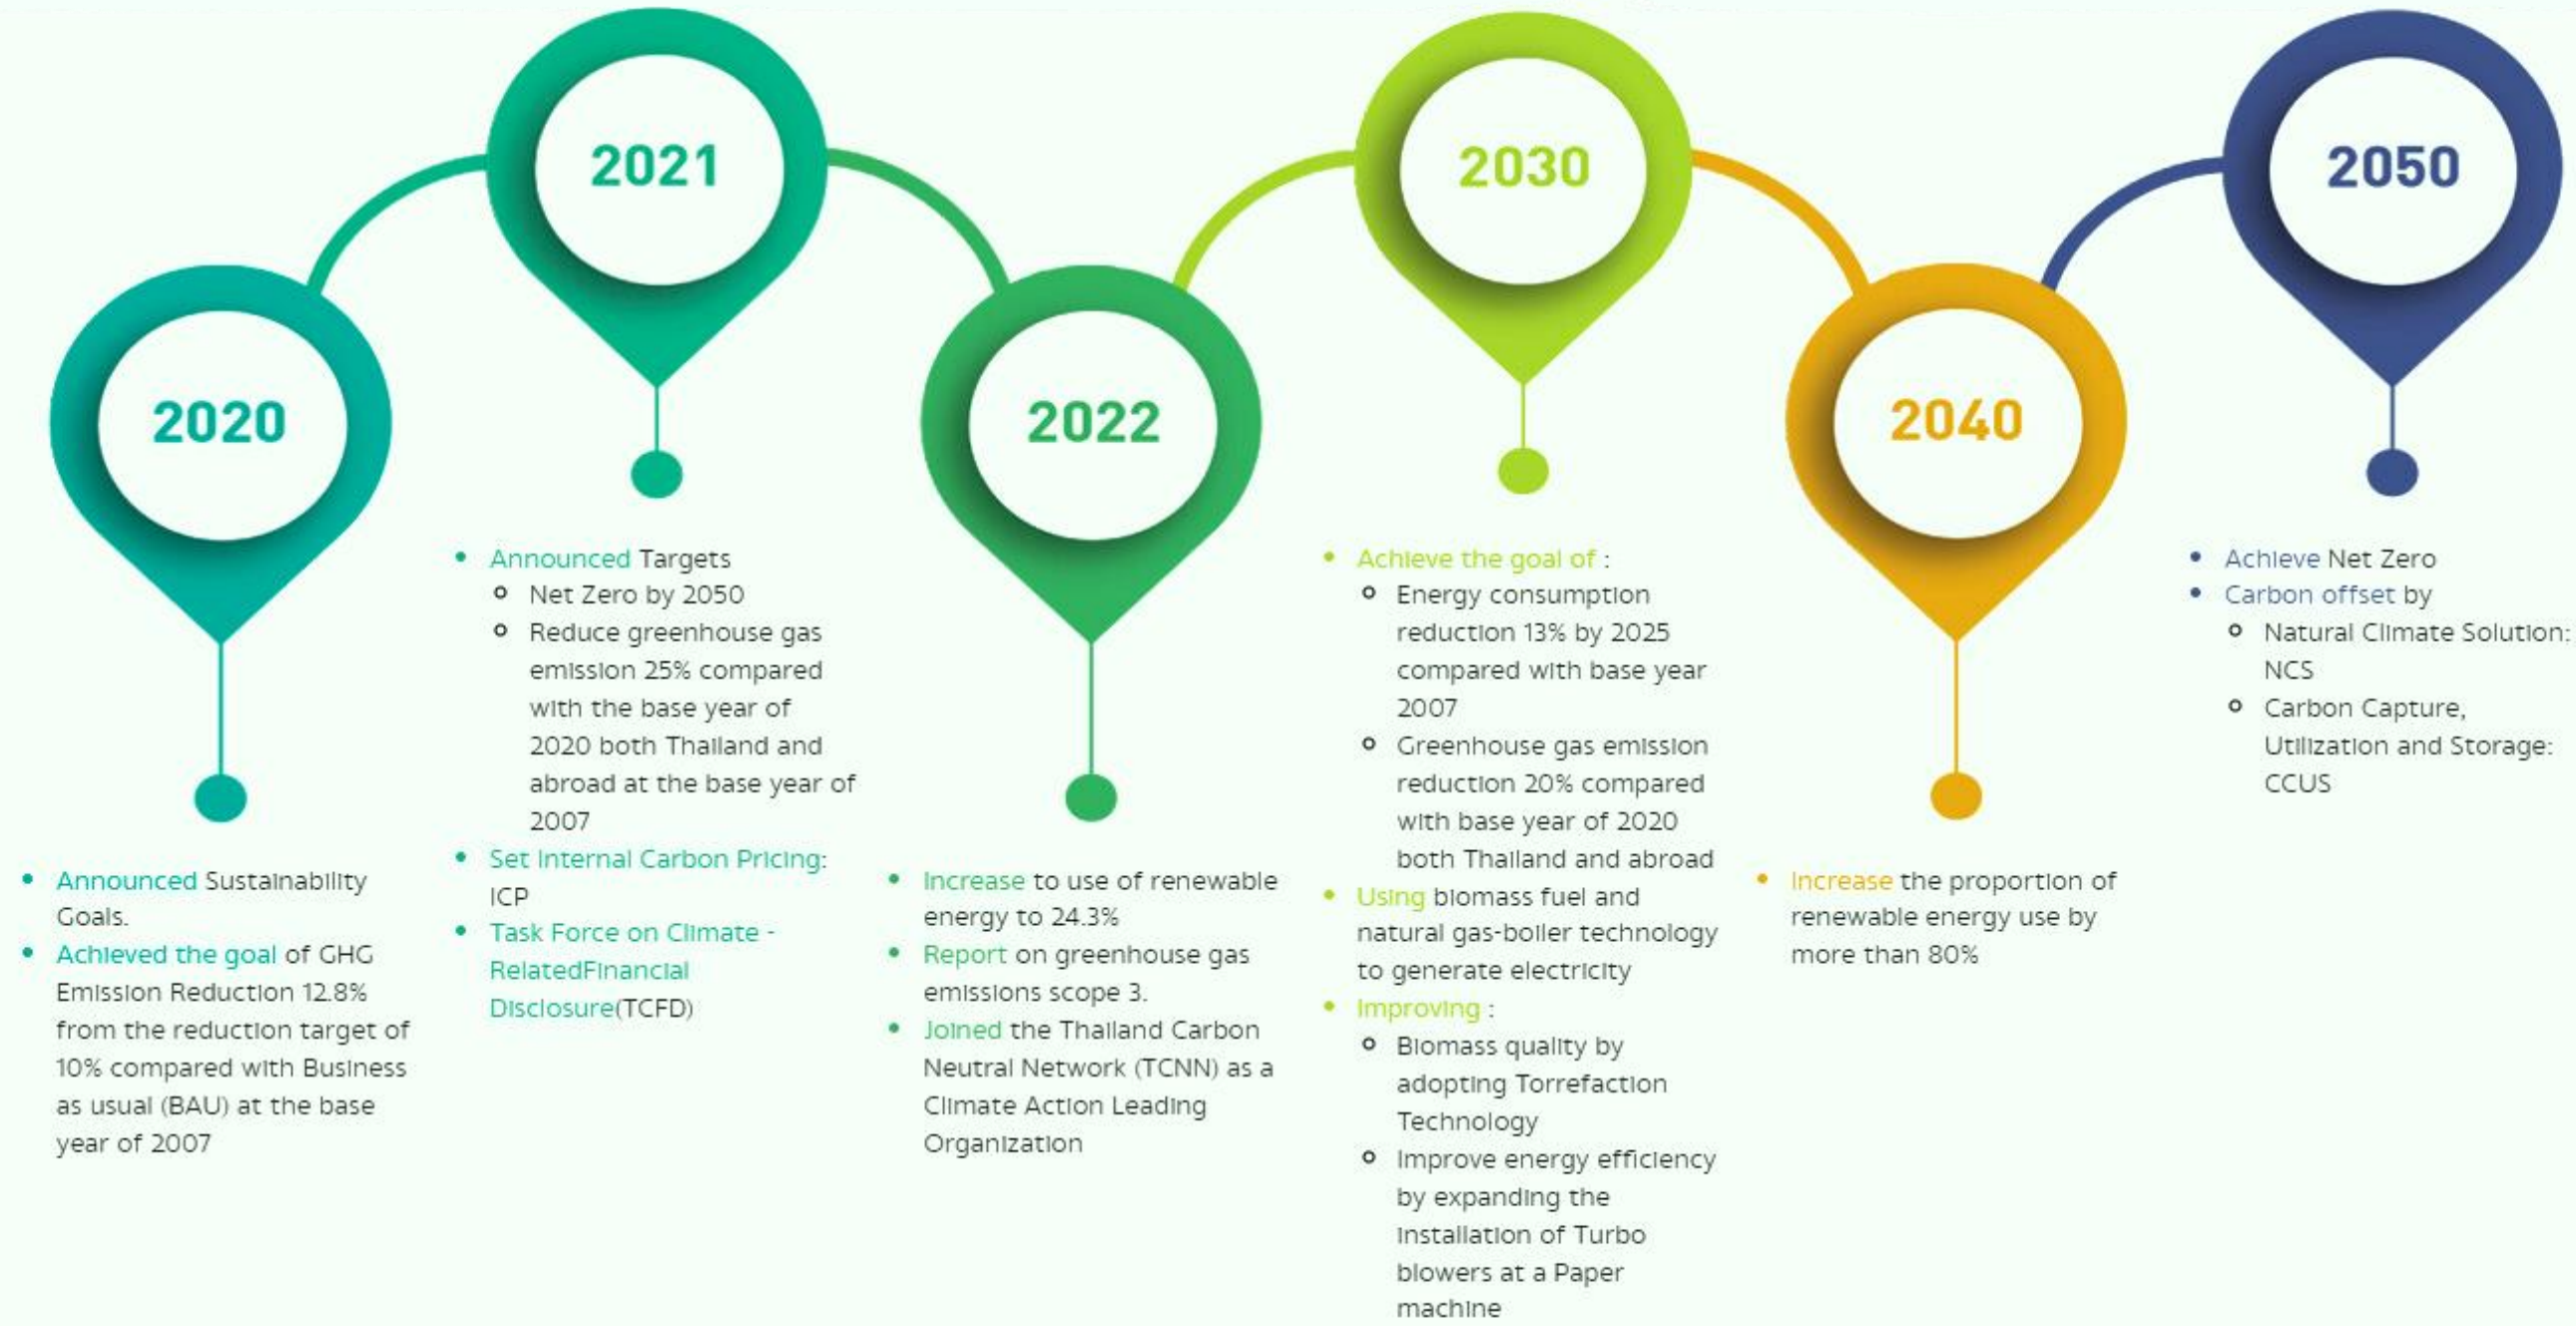 2020
• Announced Sustainability
Goals.
• Achieved the goal of GHG
Emission Reduction 12.8%
from the reduction target of
10% compared with Business
as usual (BAU) at the base
year of 2007
2021
• Announced Targets
Net Zero by 2050
Reduce greenhouse gas
emission 25% compared
with the base year of
2020 both Thailand and
abroad at the base year of
2007
• Set Internal Carbon Pricing:
ICP
• Task Force on Climate -
RelatedFinancial
Disclosure(TCFD)
2022
• Increase to use of renewable
energy to 24.3%
• Report on greenhouse gas
emissions scope 3.
• Joined the Thailand Carbon
Neutral Network (TCNN) as a
Climate Action Leading
Organization
2030
• Achieve the goal of :
Energy consumption
reduction 13% by 2025
compared with base year
2007
Greenhouse gas emission
reduction 20% compared
with base year of 2020
both Thailand and abroad
• Using biomass fuel and
natural gas-boiler technology
to generate electricity
• Improving :
Biomass quality by
adopting Torrefaction
Technology
Improve energy efficiency
by expanding the
installation of Turbo
blowers at a Paper
machine
2040
• Increase the proportion of
renewable energy use by
more than 80%
2050
• Achieve Net Zero
• Carbon offset by
Natural Climate Solution:
NCS
Carbon Capture,
Utilization and Storage:
CCUS